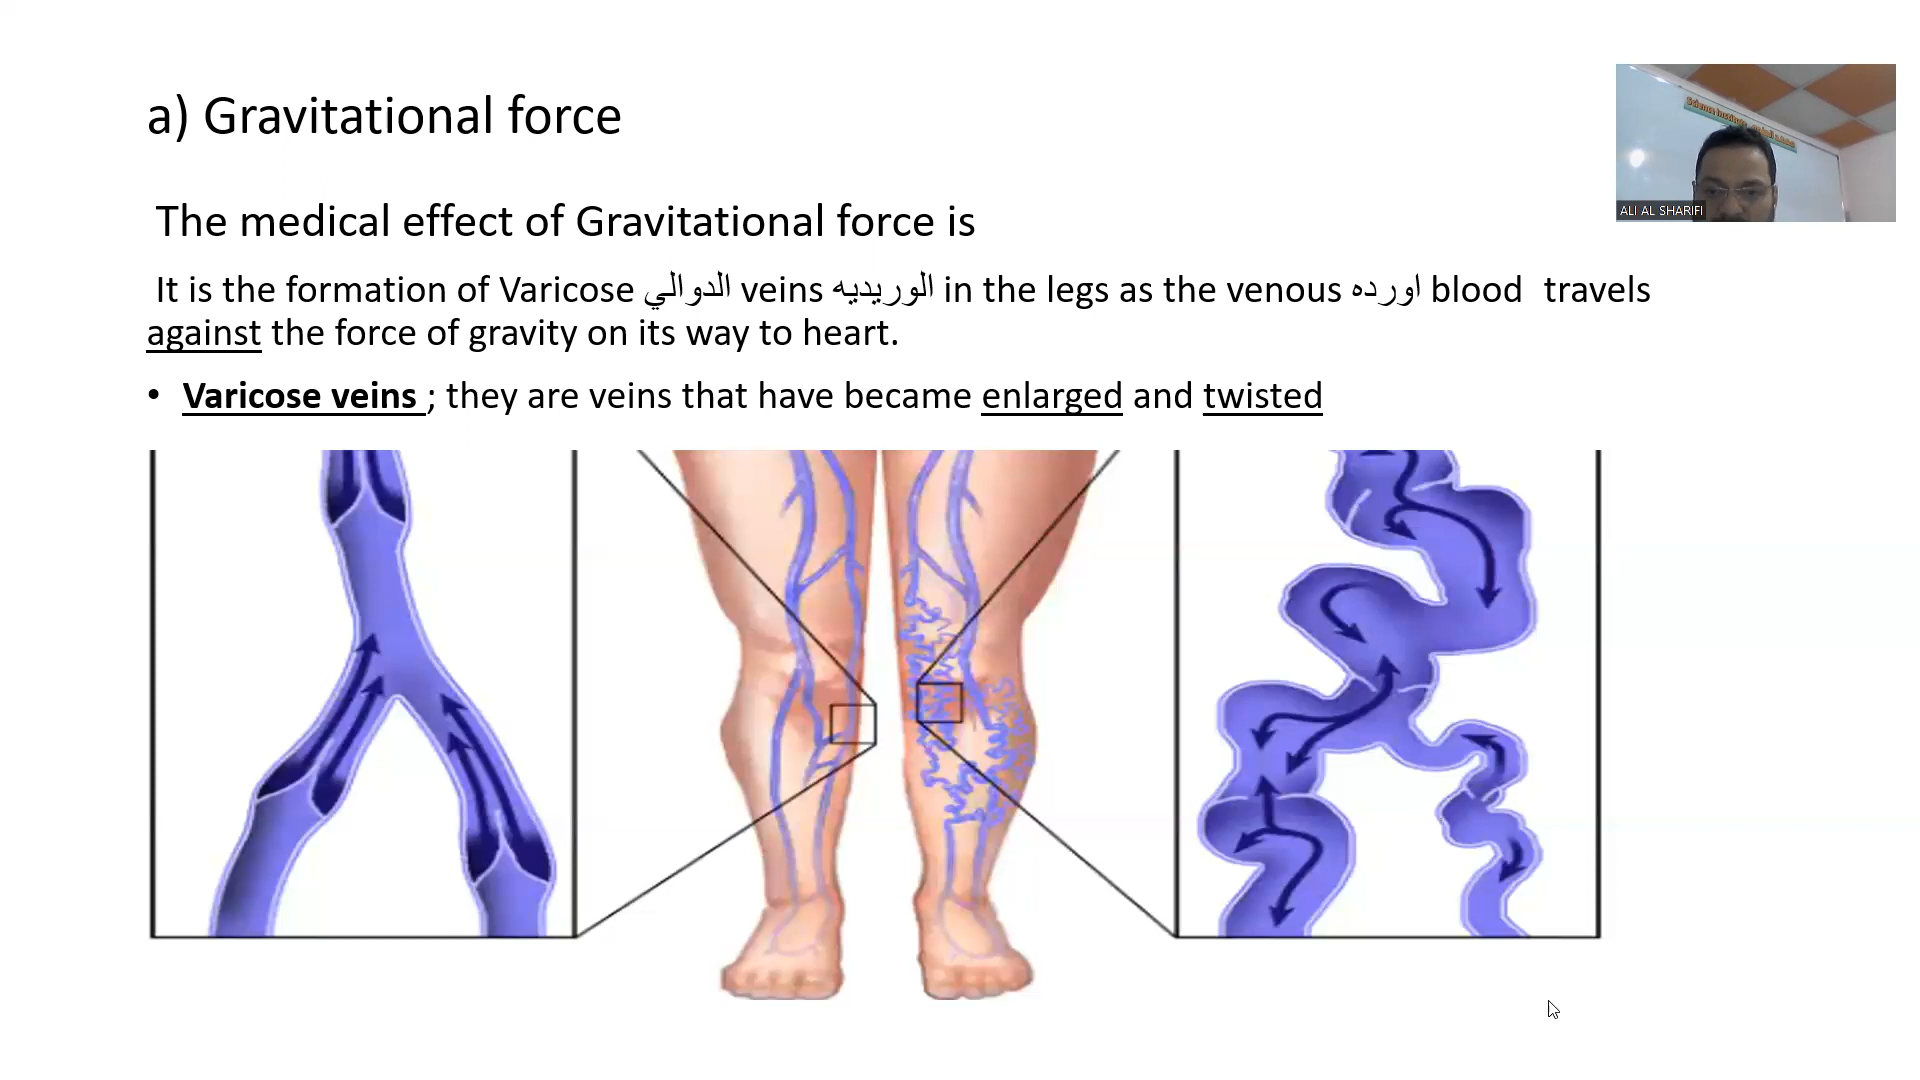 a) Gravitational force
The medical effect of Gravitational force is
It is the formation of Varicose الدوالي veins الوريديه in the legs as the venous اورده blood travels
against the force of gravity on its way to heart.
• Varicose veins ; they are veins that have became enlarged and twisted
Science Institute
ALI AL SHARIFI